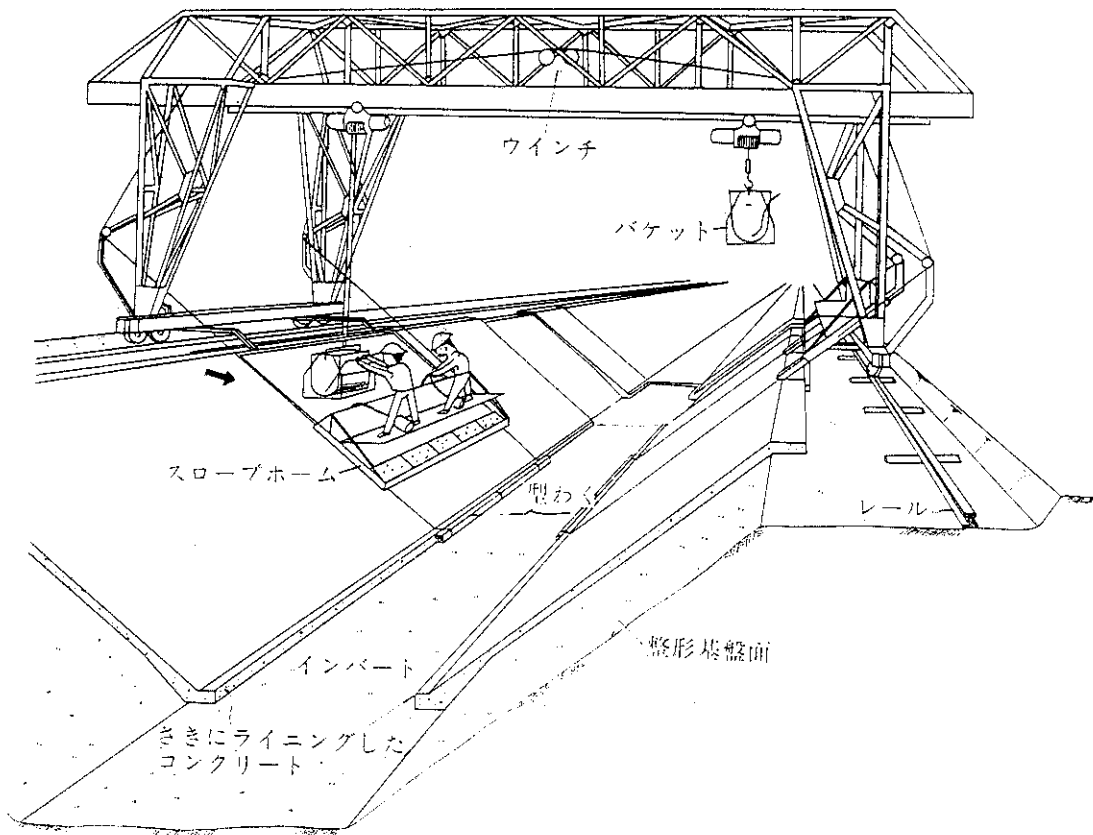 ウインチ
バケット
スロープホーム
型わく
レール
インバート
整形基盤面
さきにライニングした
コンクリート